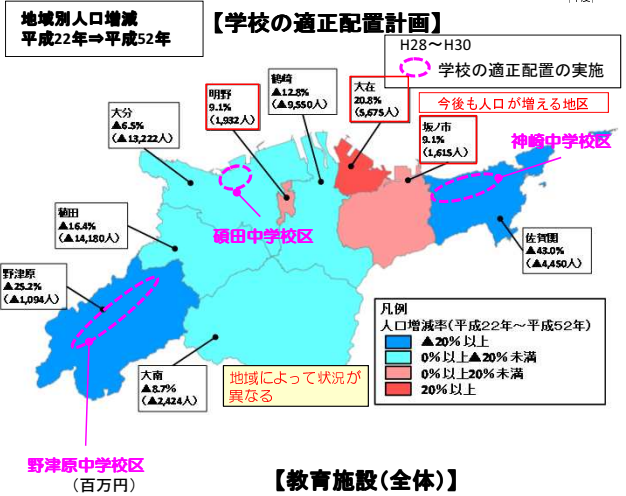 地域別人口増減
平成22年⇒平成52年
【学校の適正配置計画】
H28～H30
学校の適正配置の実施
今後も人口が増える地区
鶴崎
▲12.8%
(▲9,550人)
大在
20.8%
(5,675人)
明野
9.1%
(1,932人)
大分
▲6.5%
(▲13,222人)
坂ノ市
9.1%
(1,615人)
神崎中学校区
碩田中学校区
稙田
▲16.4%
(▲14,180人)
佐賀関
▲43.0%
(▲4,450人)
野津原
▲25.2%
(▲1,094人)
凡例
人口増減率(平成22年～平成52年)
▲20%以上
0%以上▲20%未満
0%以上20%未満
20%以上
大南
▲8.7%
(▲2,424人)
地域によって状況が
異なる
野津原中学校区
(百万円)
【教育施設(全体)】